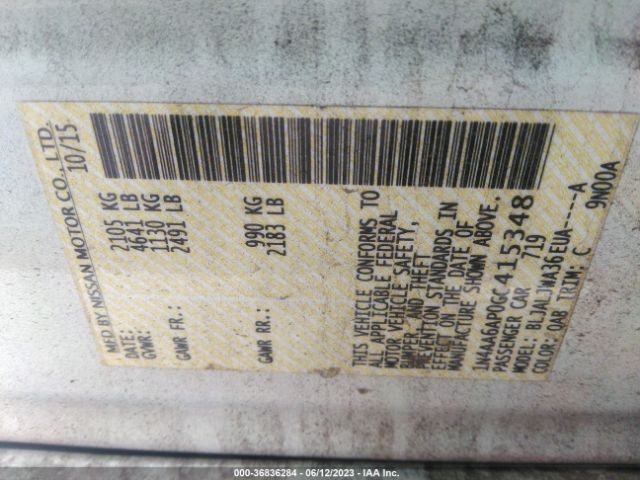 MFD BY NISSAN MOTOR CO., LTD.
DATE: 10/15
GVWR: 2105 KG
4641 LB
GAWR FR.: 1130 KG
2491 LB
GAWR RR.: 990 KG
2183 LB
THIS VEHICLE CONFORMS TO
ALL APPLICABLE FEDERAL
MOTOR VEHICLE SAFETY,
BUMPER, AND THEFT
PREVENTION STANDARDS IN
EFFECT ON THE DATE OF
MANUFACTURE SHOWN ABOVE.
1N4AA6AP0GC415348
PASSENGER CAR 719
MODEL: BLJALJWA36EUA----A
COLOR: QAB TRIM: C 9N00A
000-36836284 - 06/12/2023 - IAA Inc.